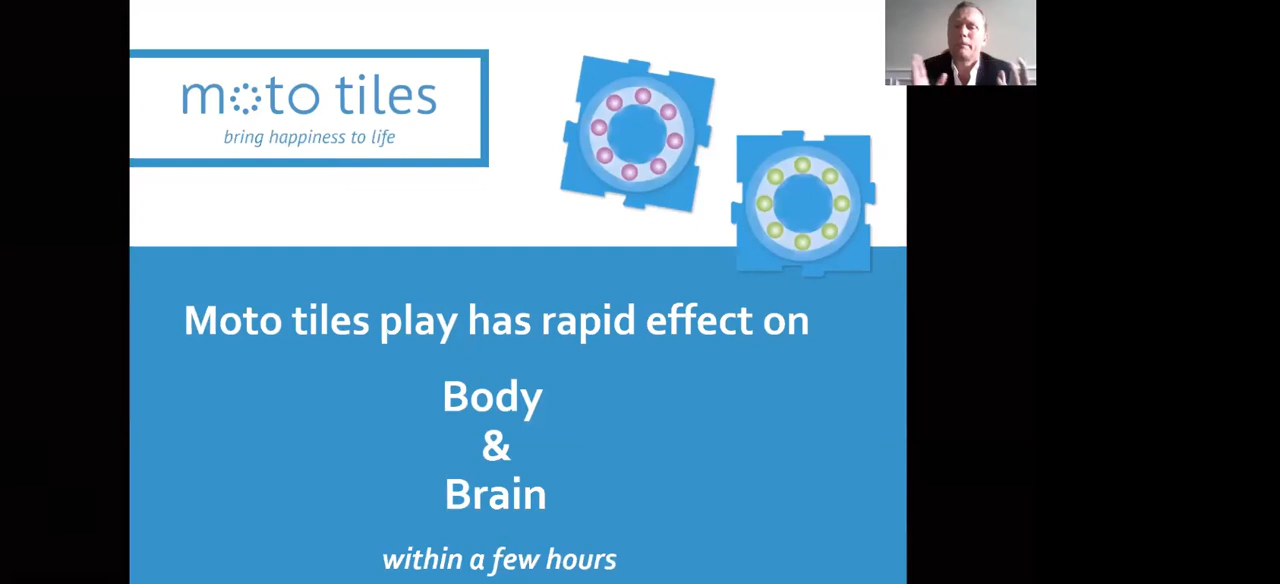 moto tiles
bring happiness to life
Moto tiles play has rapid effect on
Body
&
Brain
within a few hours